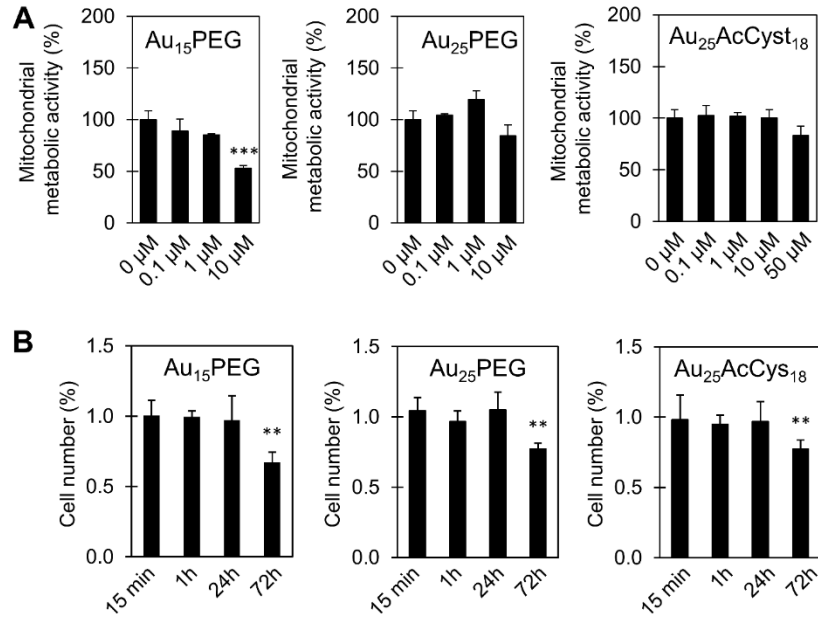 A
Mitochondrial
metabolic activity (%)
200
150
100
50
0
Au₁₅PEG
***
0 µM
0.1 µM
1 µM
10 µM
Mitochondrial
metabolic activity (%)
200
150
100
50
0
Au₂₅PEG
0 µM
0.1 µM
1 µM
10 µM
Mitochondrial
metabolic activity (%)
200
150
100
50
0
Au₂₅AcCyst₁₈
0 µM
0.1 µM
1 µM
10 µM
50 µM
B
Cell number (%)
1.5
1.0
0.5
0.0
Au₁₅PEG
**
15 min
1h
24h
72h
Cell number (%)
1.5
1.0
0.5
0.0
Au₂₅PEG
**
15 min
1h
24h
72h
Cell number (%)
1.5
1.0
0.5
0.0
Au₂₅AcCys₁₈
**
15 min
1h
24h
72h